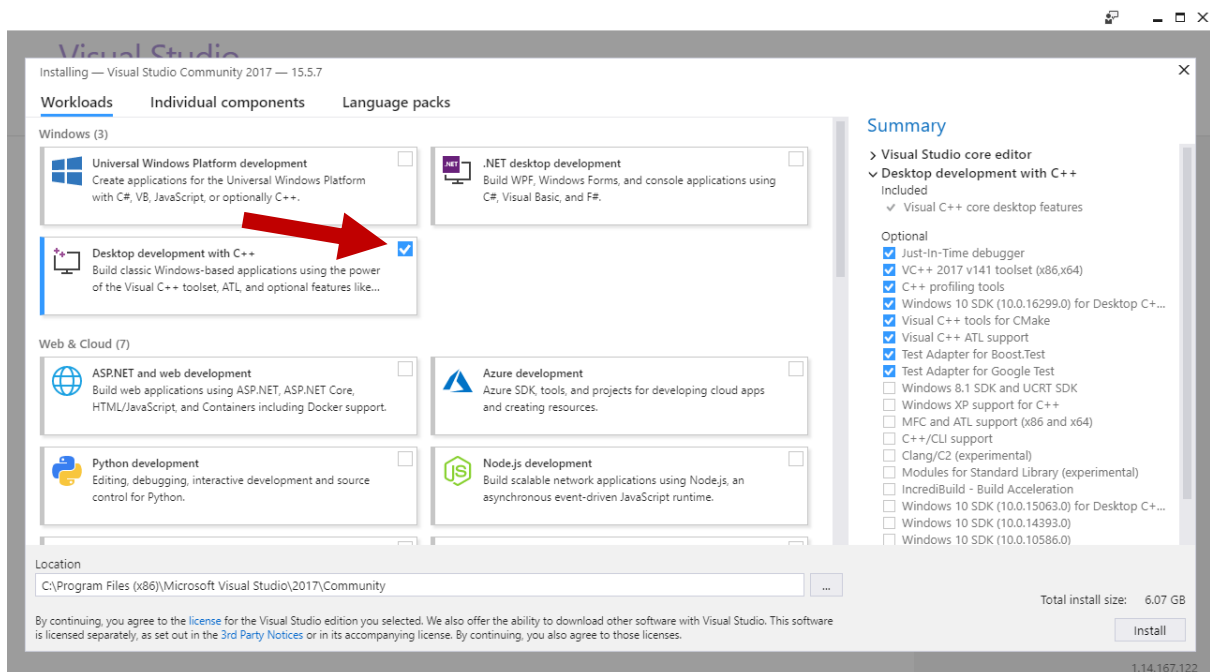 Visual Studio
Installing — Visual Studio Community 2017 — 15.5.7
Workloads Individual components Language packs
Windows (3)
Universal Windows Platform development
Create applications for the Universal Windows Platform
with C#, VB, JavaScript, or optionally C++.
.NET
.NET desktop development
Build WPF, Windows Forms, and console applications using
C#, Visual Basic, and F#.
Desktop development with C++
Build classic Windows-based applications using the power
of the Visual C++ toolset, ATL, and optional features like...
Web & Cloud (7)
ASP.NET and web development
Build web applications using ASP.NET, ASP.NET Core,
HTML/JavaScript, and Containers including Docker support.
Azure development
Azure SDK, tools, and projects for developing cloud apps
and creating resources.
Python development
Editing, debugging, interactive development and source
control for Python.
JS
Node.js development
Build scalable network applications using Node.js, an
asynchronous event-driven JavaScript runtime.
Summary
Visual Studio core editor
Desktop development with C++
Included
Visual C++ core desktop features
Optional
Just-In-Time debugger
VC++ 2017 v141 toolset (x86,x64)
C++ profiling tools
Windows 10 SDK (10.0.16299.0) for Desktop C+...
Visual C++ tools for CMake
Visual C++ ATL support
Test Adapter for Boost.Test
Test Adapter for Google Test
Windows 8.1 SDK and UCRT SDK
Windows XP support for C++
MFC and ATL support (x86 and x64)
C++/CLI support
Clang/C2 (experimental)
Modules for Standard Library (experimental)
IncrediBuild - Build Acceleration
Windows 10 SDK (10.0.15063.0) for Desktop C+...
Windows 10 SDK (10.0.14393.0)
Windows 10 SDK (10.0.10586.0)
Location
C:\Program Files (x86)\Microsoft Visual Studio\2017\Community
...
Total install size: 6.07 GB
By continuing, you agree to the license for the Visual Studio edition you selected. We also offer the ability to download other software with Visual Studio. This software
is licensed separately, as set out in the 3rd Party Notices or in its accompanying license. By continuing, you also agree to those licenses.
Install
1.14.167.122